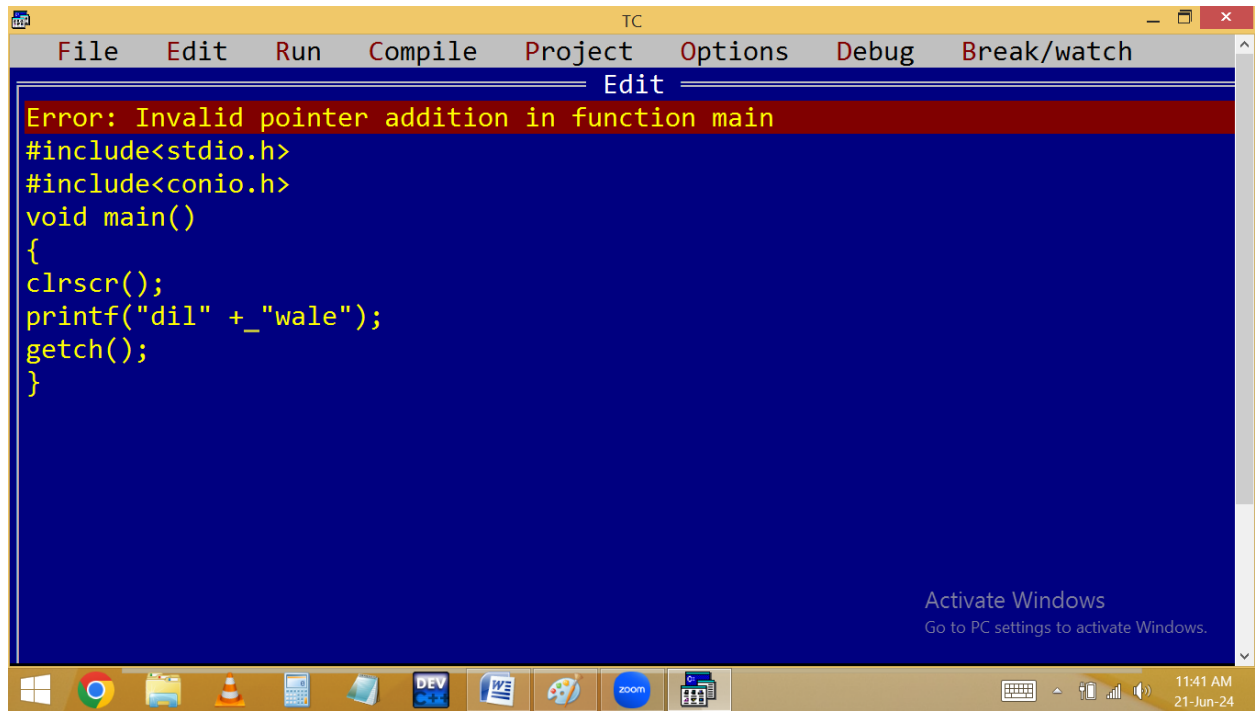 TC
File Edit Run Compile Project Options Debug Break/watch
Edit
Error: Invalid pointer addition in function main
#include<stdio.h>
#include<conio.h>
void main()
{
clrscr();
printf("dil" +_"wale");
getch();
}
Activate Windows
Go to PC settings to activate Windows.
DEV C++
zoom
11:41 AM
21-Jun-24